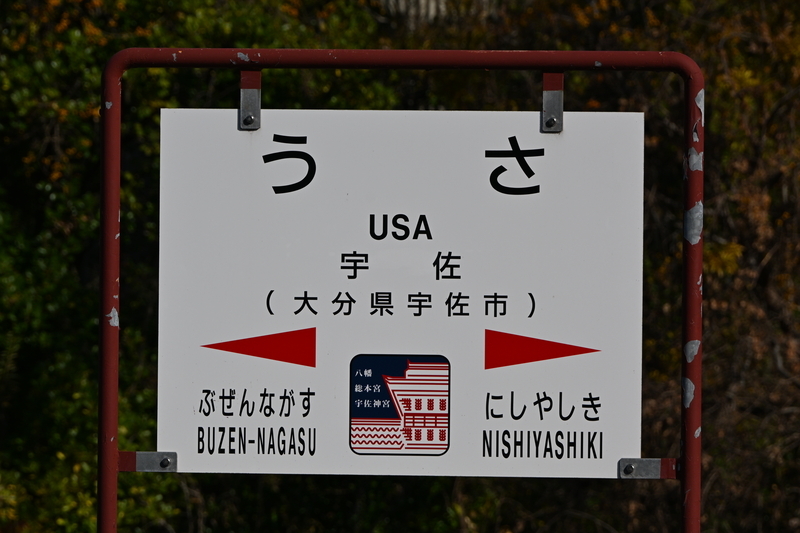 うさ
USA
宇佐
(大分県宇佐市)
八幡
総本宮
宇佐神宮
ぶぜんながす
BUZEN-NAGASU
にしやしき
NISHIYASHIKI